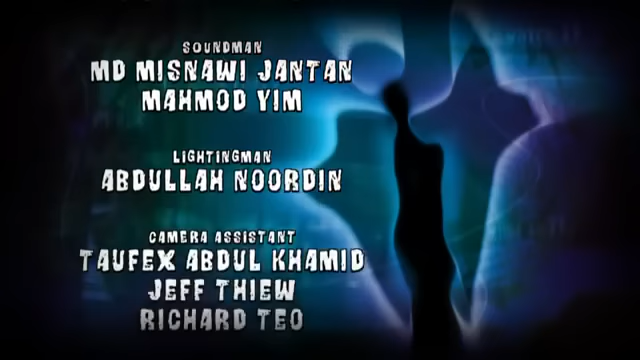 SOUNDMAN
MD MISNAWI JANTAN
MAHMOD YIM
LIGHTINGMAN
ABDULLAH NOORDIN
CAMERA ASSISTANT
TAUFEX ABDUL KHAMID
JEFF THIEW
RICHARD TEO